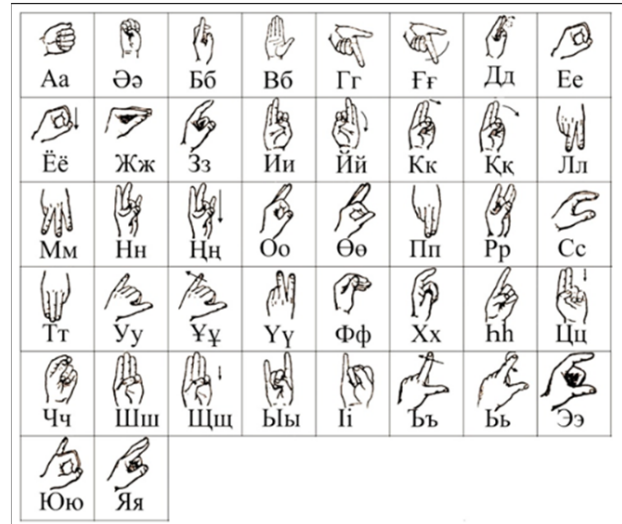 Аа Әә Бб Вб Гг Ғғ Дд Ее
Ёё Жж Зз Ии Йй Кк Ққ Лл
Мм Нн Ңң Оо Өө Пп Рр Сс
Тт Уу Ұұ Үү Фф Хх Һһ Цц
Чч Шш Щщ Ыы Іі Ъъ Ьь Ээ
Юю Яя